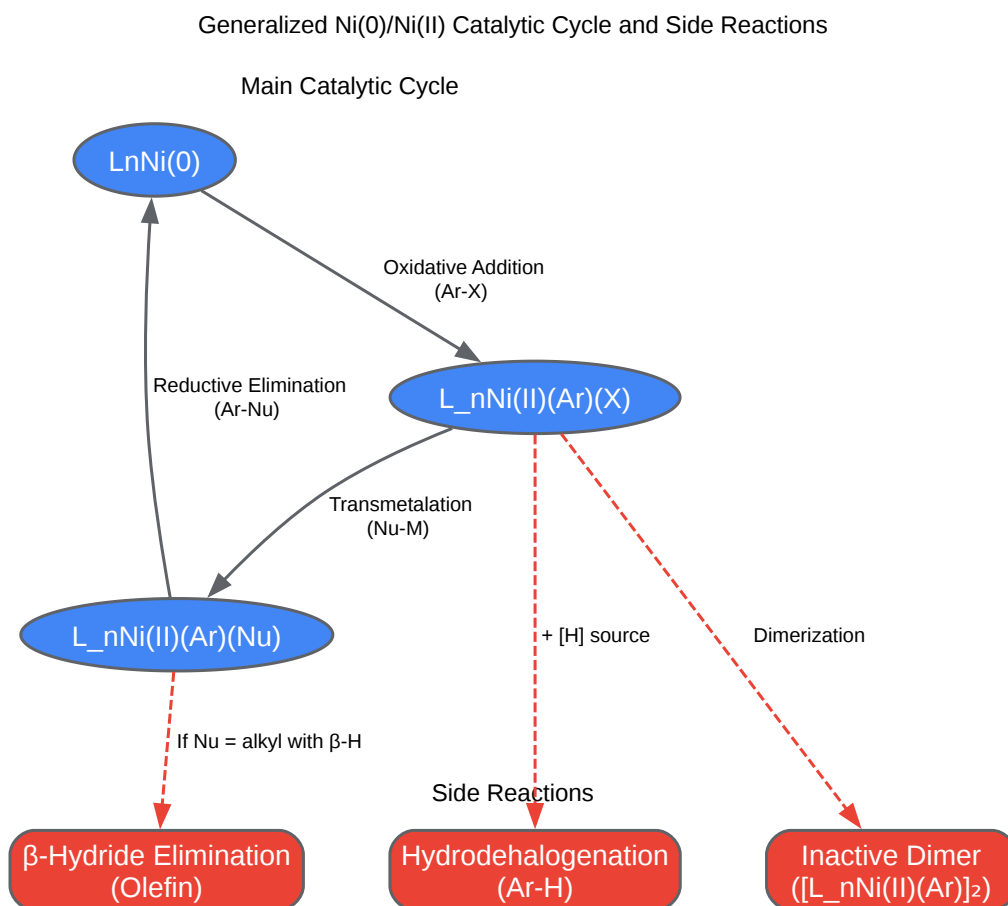 Generalized Ni(0)/Ni(II) Catalytic Cycle and Side Reactions
Main Catalytic Cycle
LnNi(0)
Oxidative Addition
(Ar-X)
Reductive Elimination
(Ar-Nu)
L_nNi(II)(Ar)(X)
Transmetalation
(Nu-M)
L_nNi(II)(Ar)(Nu)
+ [H] source
Dimerization
If Nu = alkyl with β-H
Side Reactions
β-Hydride Elimination
(Olefin)
Hydrodehalogenation
(Ar-H)
Inactive Dimer
([L_nNi(II)(Ar)]₂)